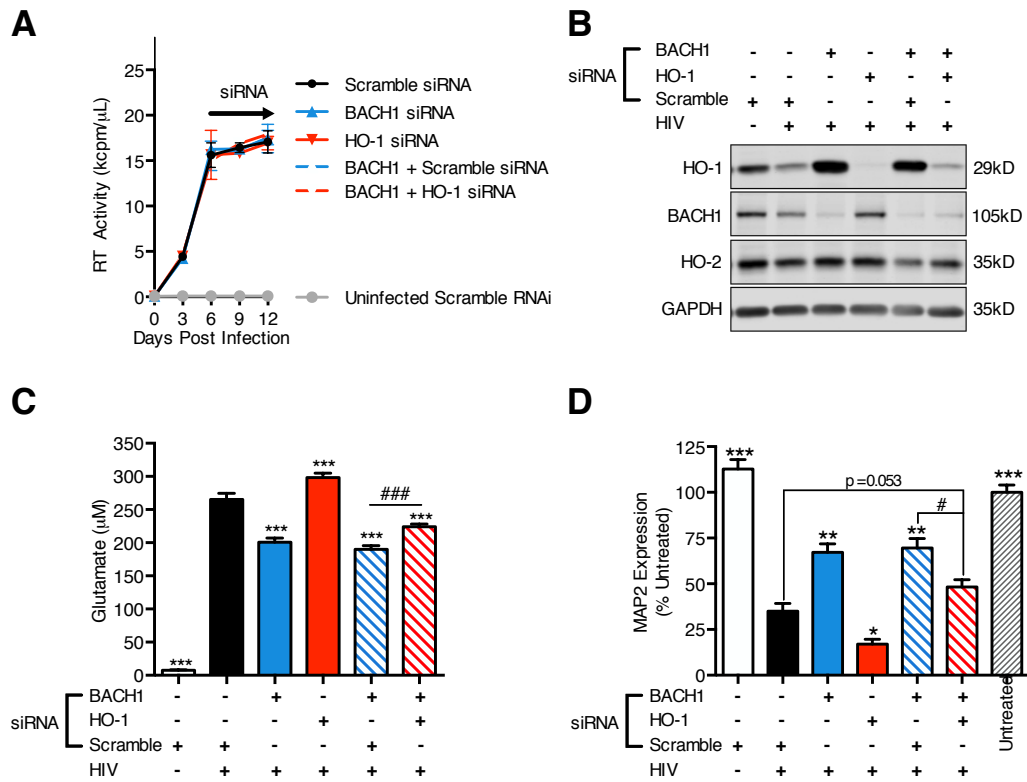 A
RT Activity (kcpm/μL)
25
20
15
10
5
0
0 3 6 9 12
Days Post Infection
siRNA
Scramble siRNA
BACH1 siRNA
HO-1 siRNA
BACH1 + Scramble siRNA
BACH1 + HO-1 siRNA
Uninfected Scramble RNAi
B
siRNA
BACH1 - - + - + +
HO-1 - - - + - +
Scramble + + - - + -
HIV - + + + + +
HO-1 29kD
BACH1 105kD
HO-2 35kD
GAPDH 35kD
C
Glutamate (μM)
350
300
250
200
150
100
50
0
*** *** *** *** ***
###
siRNA
BACH1 - - + - + +
HO-1 - - - + - +
Scramble + + - - + -
HIV - + + + + +
D
MAP2 Expression
(% Untreated)
125
100
75
50
25
0
*** ** * ** ***
p=0.053
#
siRNA
BACH1 - - + - + +
HO-1 - - - + - +
Scramble + + - - + -
HIV - + + + + +
Untreated